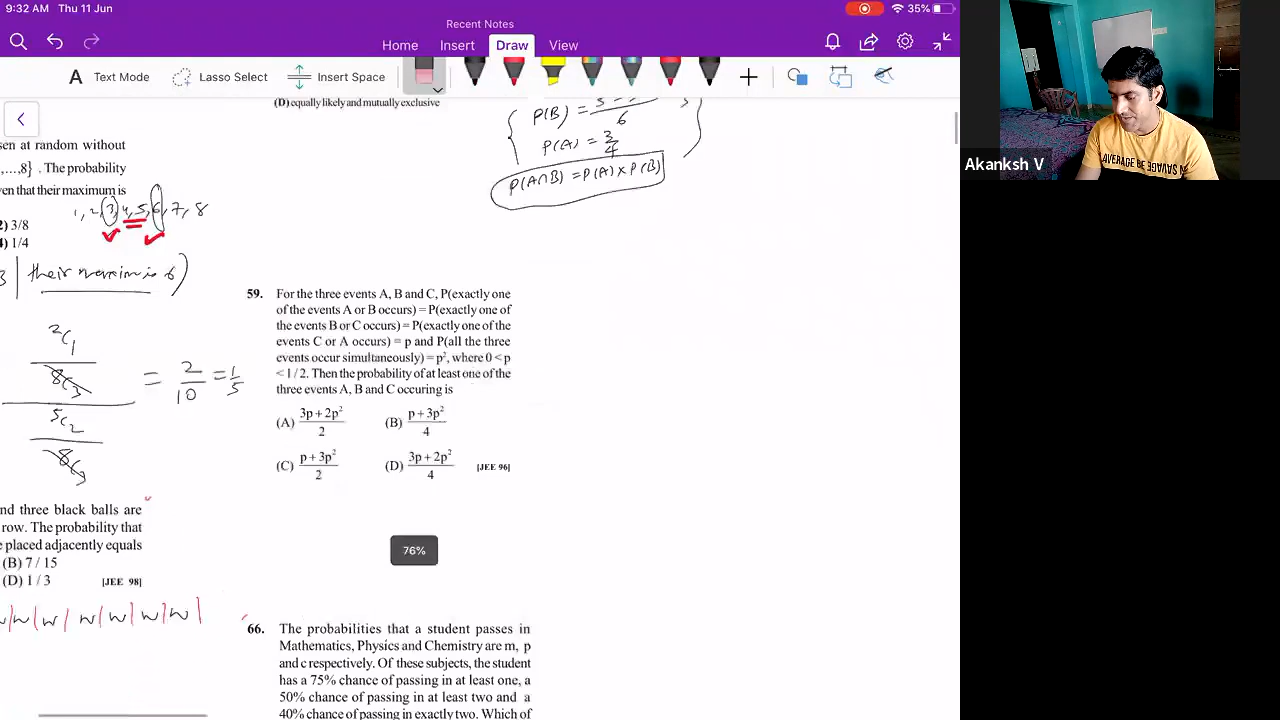 9:32 AM Thu 11 Jun
35%
Recent Notes
Home Insert Draw View
A Text Mode Lasso Select Insert Space
(D) equally likely and mutually exclusive
P(B) =
6
P(A) = 3/4
P(A∩B) = P(A) x P(B)
sen at random without
,...,8} . The probability
ven that their maximum is
1, 2, 3, 4, 5, 6, 7, 8
2) 3/8
4) 1/4
3 | their maximum is 6)
2C1
8C3
5C2
8C3
= 2/10 = 1/5
nd three black balls are
row. The probability that
e placed adjacently equals
(B) 7 / 15
(D) 1 / 3 [JEE 98]
|w|w|w|w|w|w|
59. For the three events A, B and C, P(exactly one
of the events A or B occurs) = P(exactly one of
the events B or C occurs) = P(exactly one of the
events C or A occurs) = p and P(all the three
events occur simultaneously) = p², where 0 < p
< 1/2. Then the probability of at least one of the
three events A, B and C occuring is
(A) 3p + 2p² / 2 (B) p + 3p² / 4
(C) p + 3p² / 2 (D) 3p + 2p² / 4 [JEE 96]
76%
66. The probabilities that a student passes in
Mathematics, Physics and Chemistry are m, p
and c respectively. Of these subjects, the student
has a 75% chance of passing in at least one, a
50% chance of passing in at least two and a
40% chance of passing in exactly two. Which of
Akanksh V
AVERAGE BE SAVAGE N